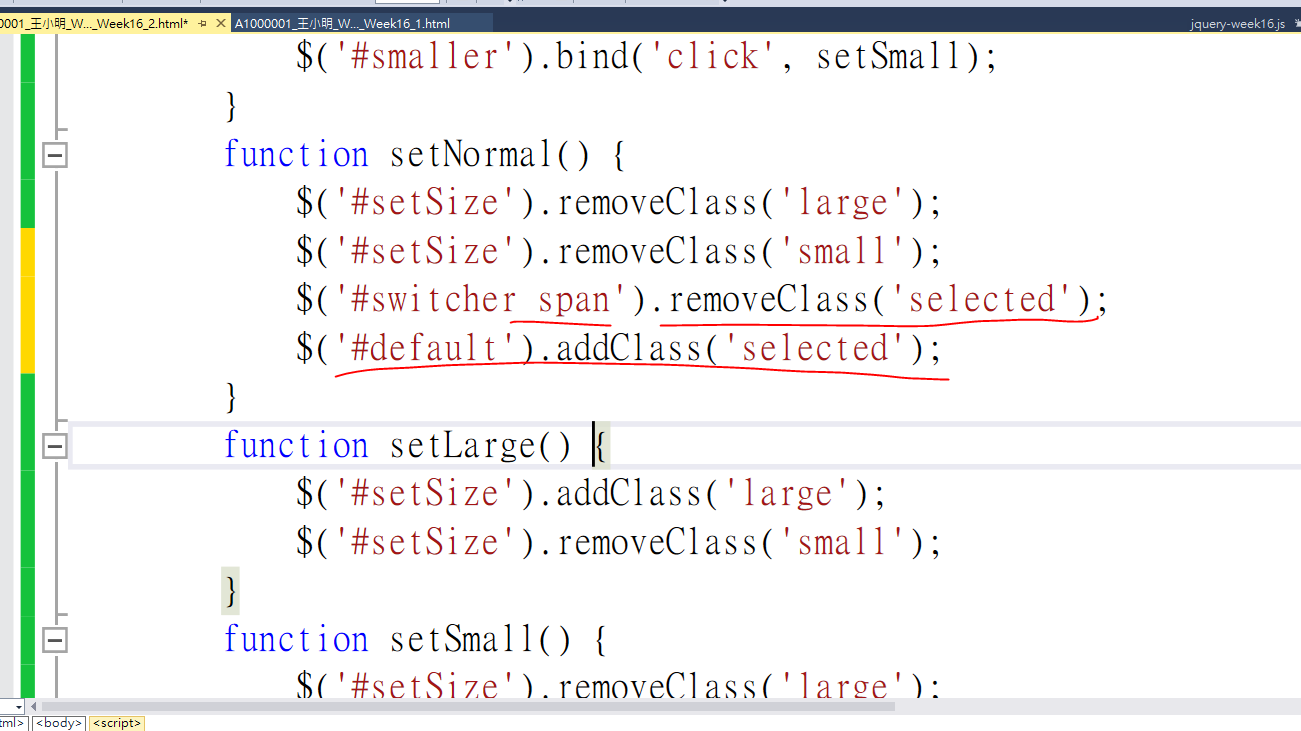 0001_王小明_W..._Week16_2.html*
A1000001_王小明_W..._Week16_1.html
jquery-week16.js
$('#smaller').bind('click', setSmall);
}
function setNormal() {
$('#setSize').removeClass('large');
$('#setSize').removeClass('small');
$('#switcher span').removeClass('selected');
$('#default').addClass('selected');
}
function setLarge() {
$('#setSize').addClass('large');
$('#setSize').removeClass('small');
}
function setSmall() {
$('#setSize').removeClass('large');
tml> <body> <script>